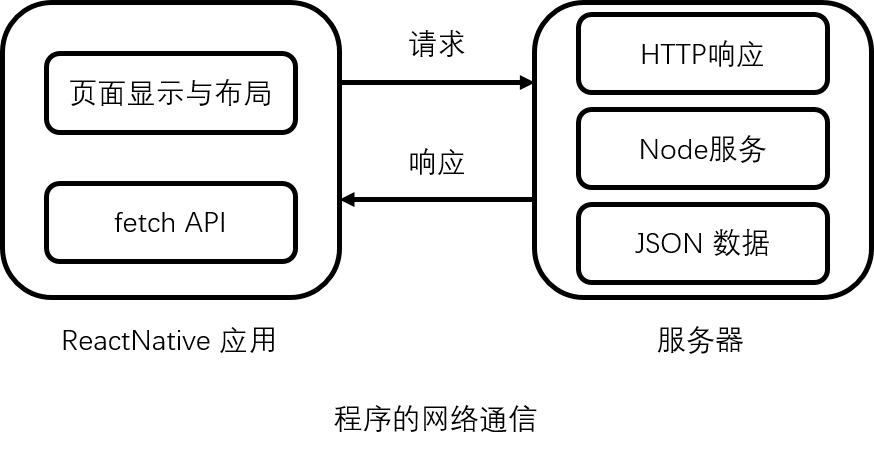 页面显示与布局
fetch API
ReactNative 应用
请求
响应
HTTP响应
Node服务
JSON 数据
服务器
程序的网络通信